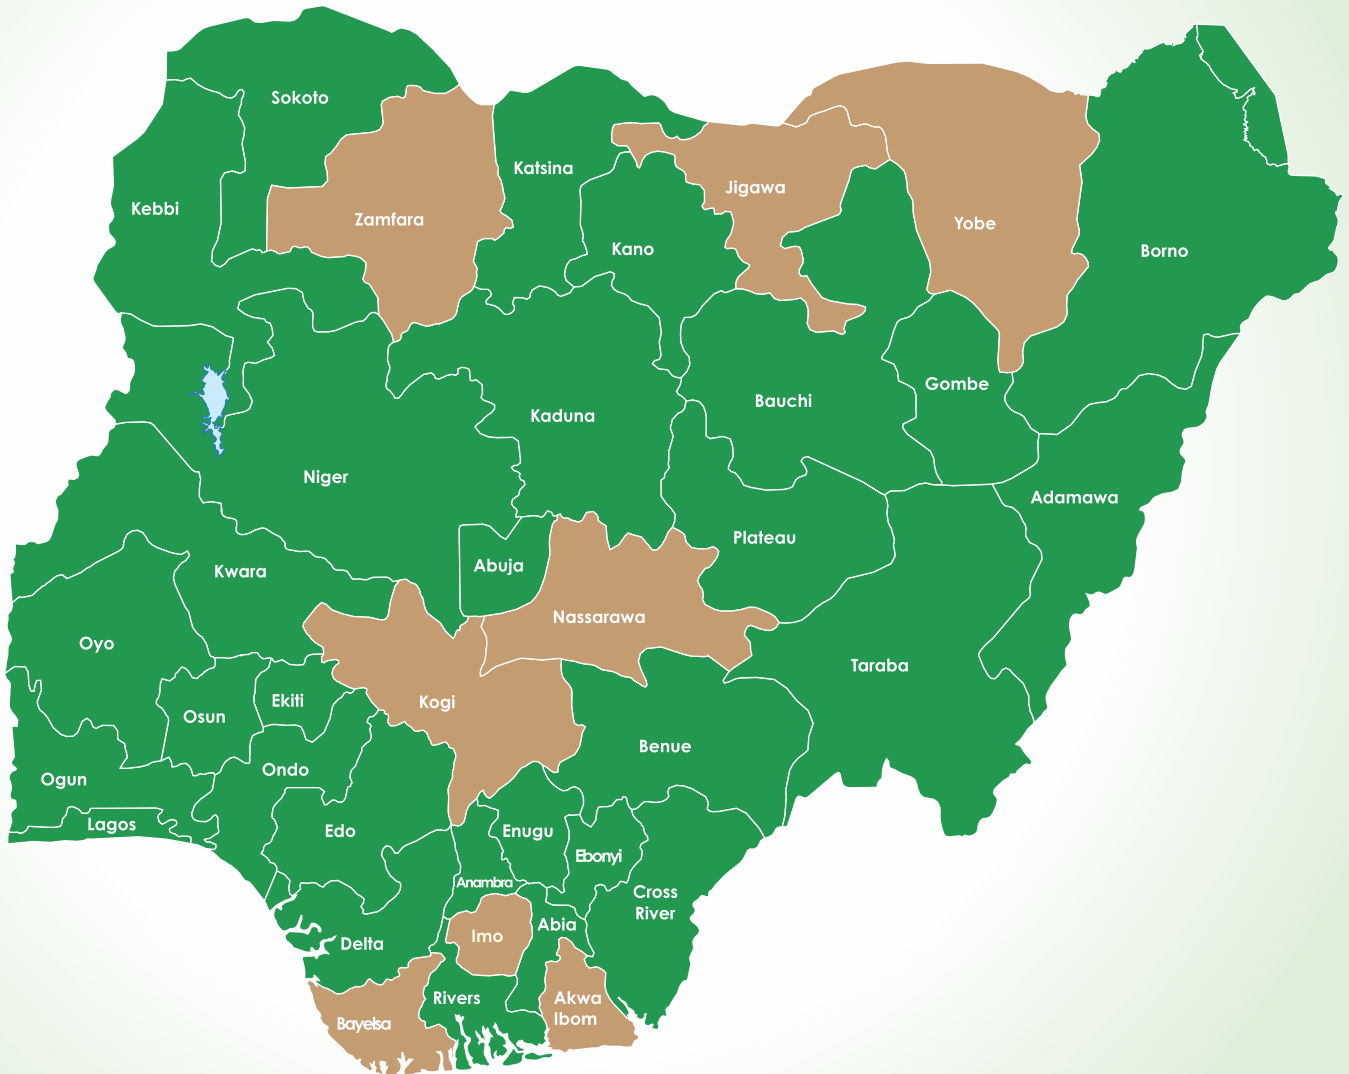 Sokoto
Katsina
Jigawa
Kebbi
Zamfara
Yobe
Kano
Borno
Gombe
Bauchi
Kaduna
Niger
Adamawa
Plateau
Abuja
Kwara
Nassarawa
Oyo
Taraba
Ekiti
Kogi
Osun
Benue
Ondo
Ogun
Lagos
Edo
Enugu
Ebonyi
Anambra
Cross
River
Abia
Imo
Delta
Rivers
Akwa
Ibom
Bayelsa